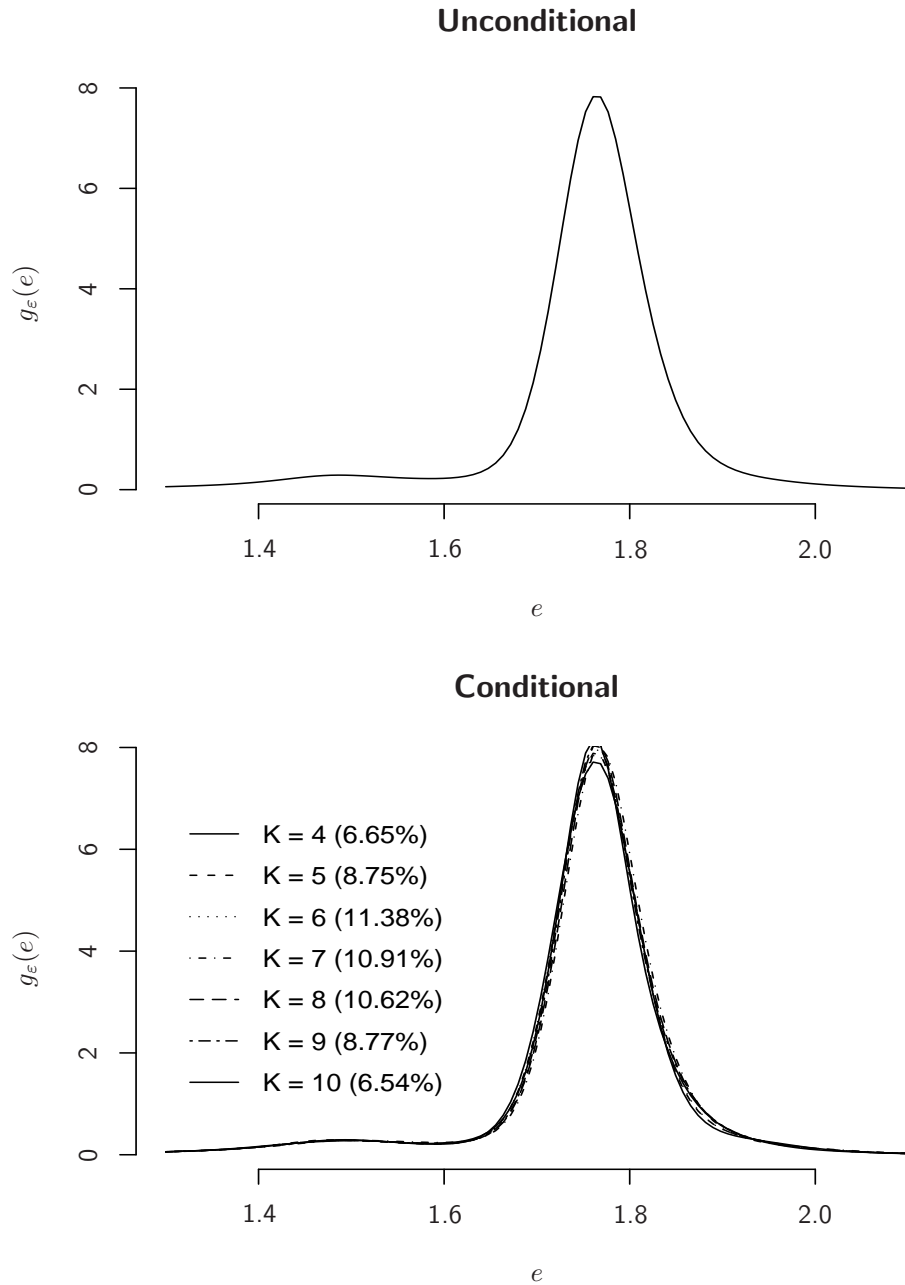 Unconditional
8
6
4
2
0
gε(e)
1.4 1.6 1.8 2.0
e
Conditional
8
6
4
2
0
gε(e)
K = 4 (6.65%)
K = 5 (8.75%)
K = 6 (11.38%)
K = 7 (10.91%)
K = 8 (10.62%)
K = 9 (8.77%)
K = 10 (6.54%)
1.4 1.6 1.8 2.0
e